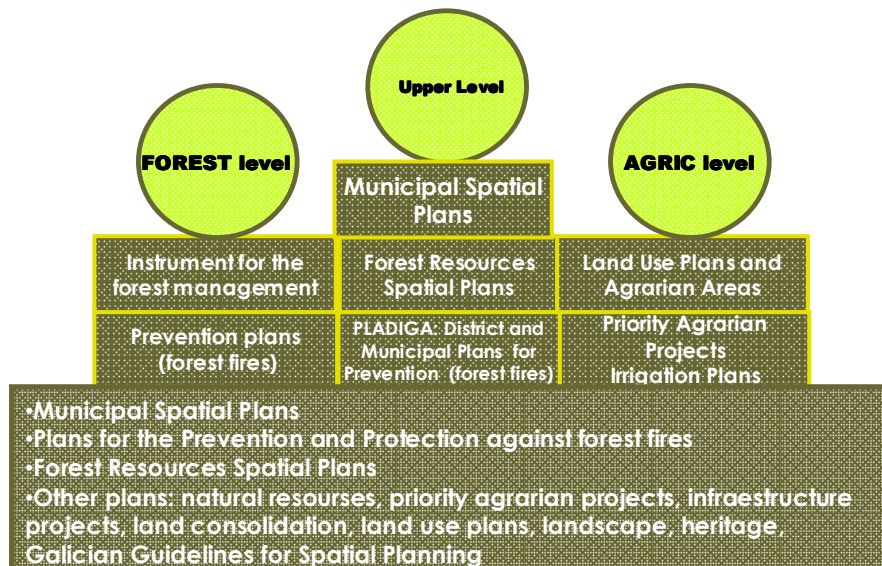 Upper Level
FOREST level
AGRIC level
Municipal Spatial
Plans
Instrument for the
forest management
Forest Resources
Spatial Plans
Land Use Plans and
Agrarian Areas
Prevention plans
(forest fires)
PLADIGA: District and
Municipal Plans for
Prevention (forest fires)
Priority Agrarian
Projects
Irrigation Plans
•Municipal Spatial Plans
•Plans for the Prevention and Protection against forest fires
•Forest Resources Spatial Plans
•Other plans: natural resourses, priority agrarian projects, infraestructure
projects, land consolidation, land use plans, landscape, heritage,
Galician Guidelines for Spatial Planning